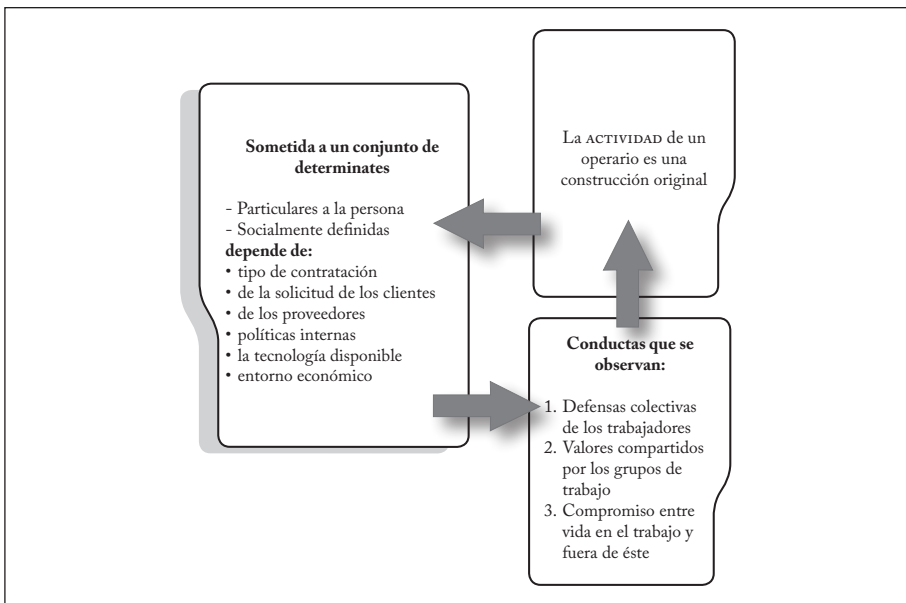 Sometida a un conjunto de
determinates
- Particulares a la persona
- Socialmente definidas
depende de:
• tipo de contratación
• de la solicitud de los clientes
• de los proveedores
• políticas internas
• la tecnología disponible
• entorno económico
La ACTIVIDAD de un
operario es una
construcción original
Conductas que se
observan:
1. Defensas colectivas
de los trabajadores
2. Valores compartidos
por los grupos de
trabajo
3. Compromiso entre
vida en el trabajo y
fuera de éste